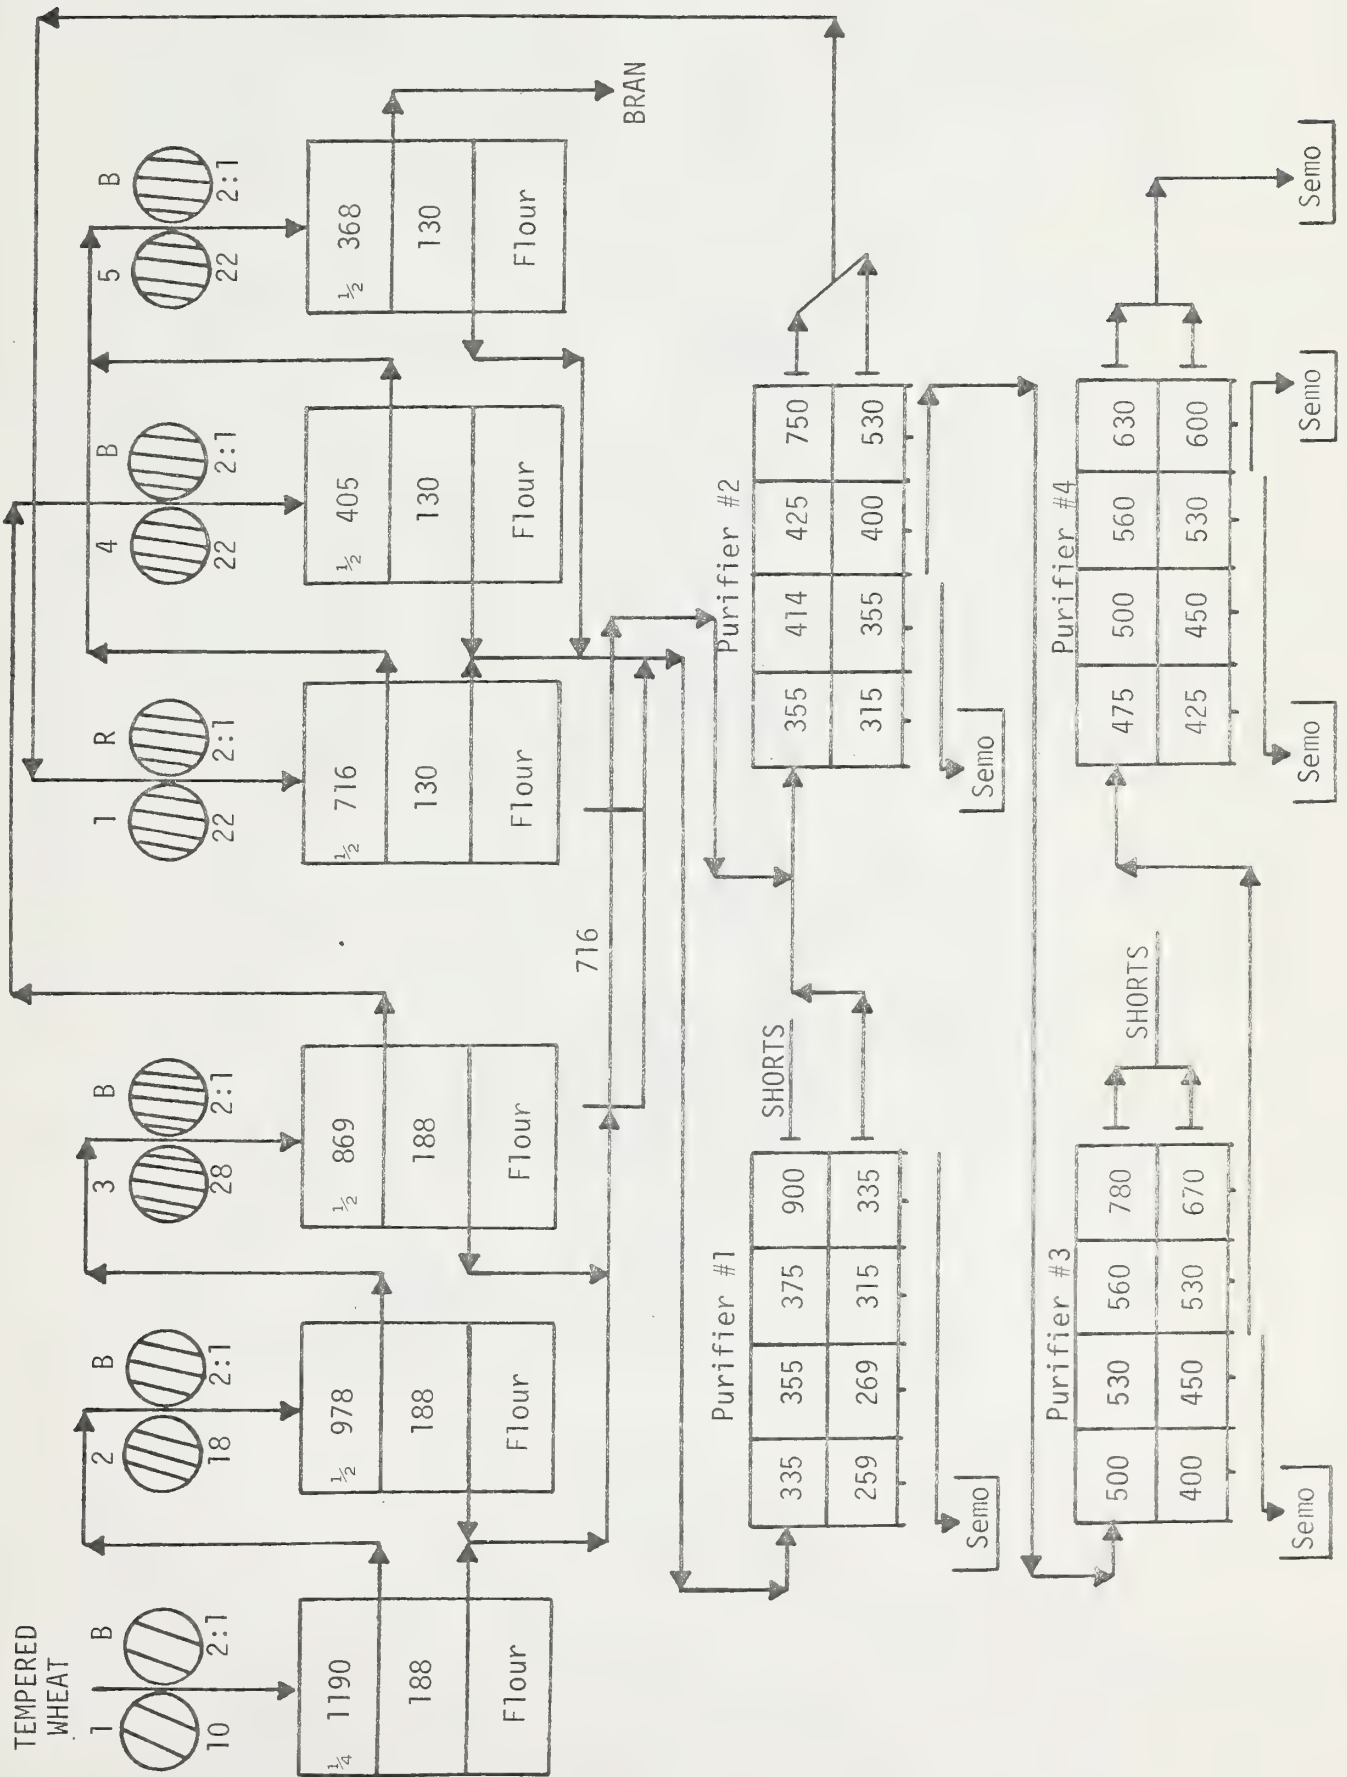 TEMPERED
WHEAT
1 B
10 2:1
2 B
18 2:1
3 B
28 2:1
1 R
22 2:1
4 B
22 2:1
5 B
22 2:1
¼ 1190
188
Flour
½ 978
188
Flour
½ 869
188
Flour
½ 716
130
Flour
½ 405
130
Flour
½ 368
130
Flour
BRAN
716
Purifier #1
335 355 375 900
259 269 315 335
SHORTS
Semo
Purifier #2
355 414 425 750
315 355 400 530
Semo
Purifier #3
500 530 560 780
400 450 530 670
SHORTS
Semo
Purifier #4
475 500 560 630
425 450 530 600
Semo
Semo
Semo